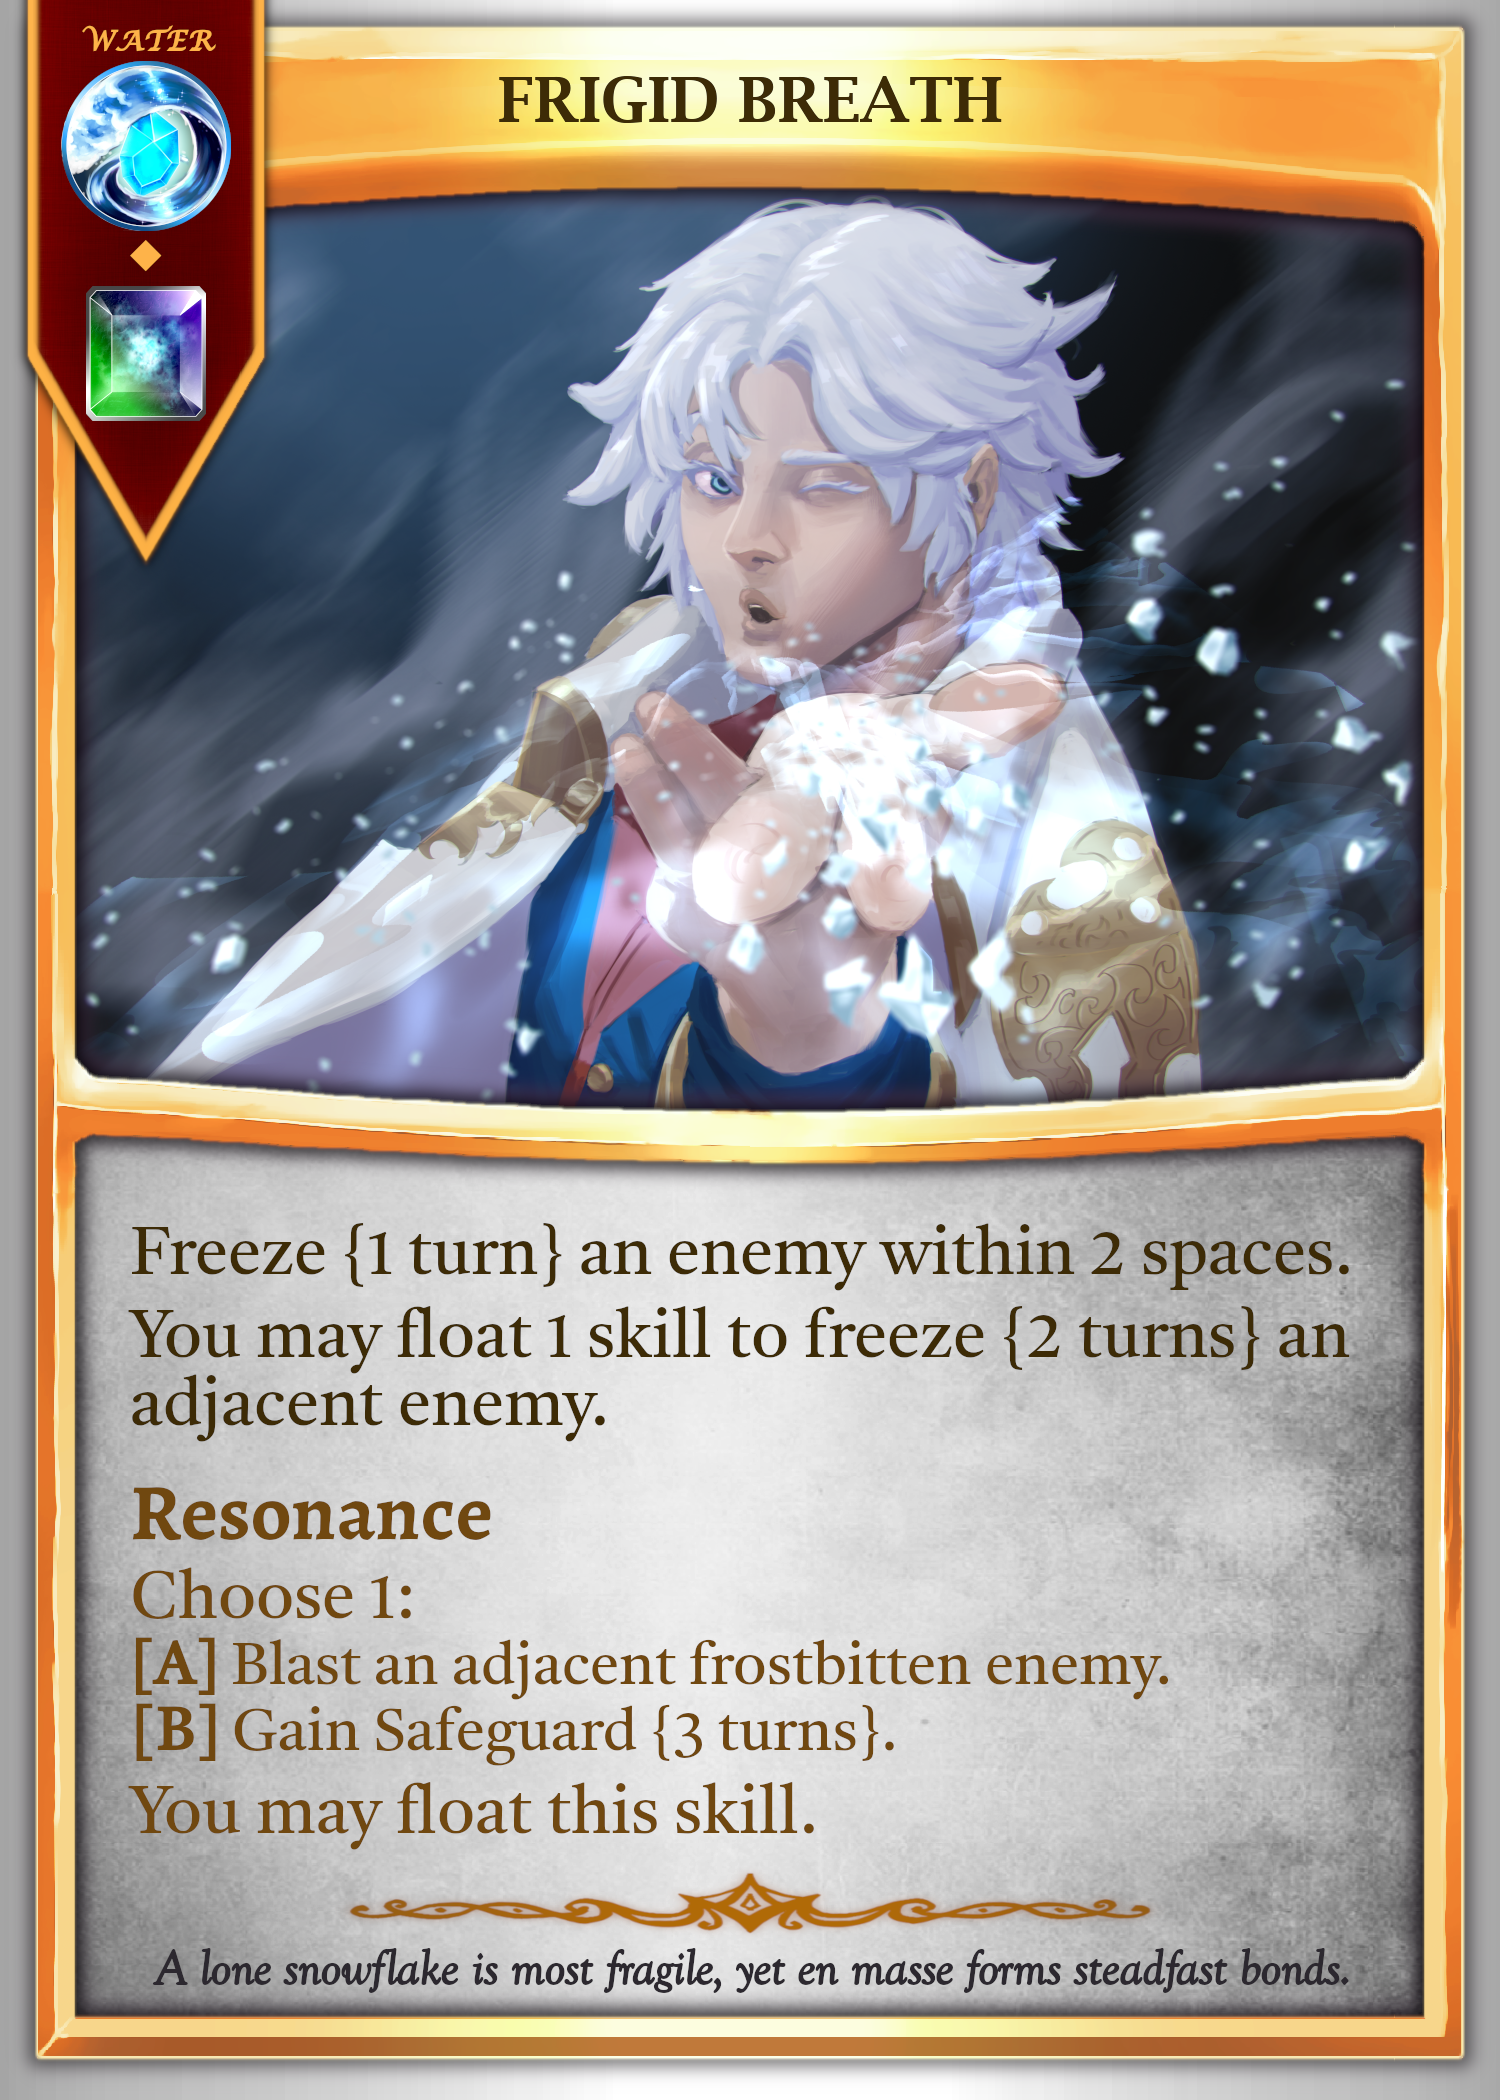 WATER
FRIGID BREATH
Freeze {1 turn} an enemy within 2 spaces.
You may float 1 skill to freeze {2 turns} an
adjacent enemy.
Resonance
Choose 1:
[A] Blast an adjacent frostbitten enemy.
[B] Gain Safeguard {3 turns}.
You may float this skill.
A lone snowflake is most fragile, yet en masse forms steadfast bonds.